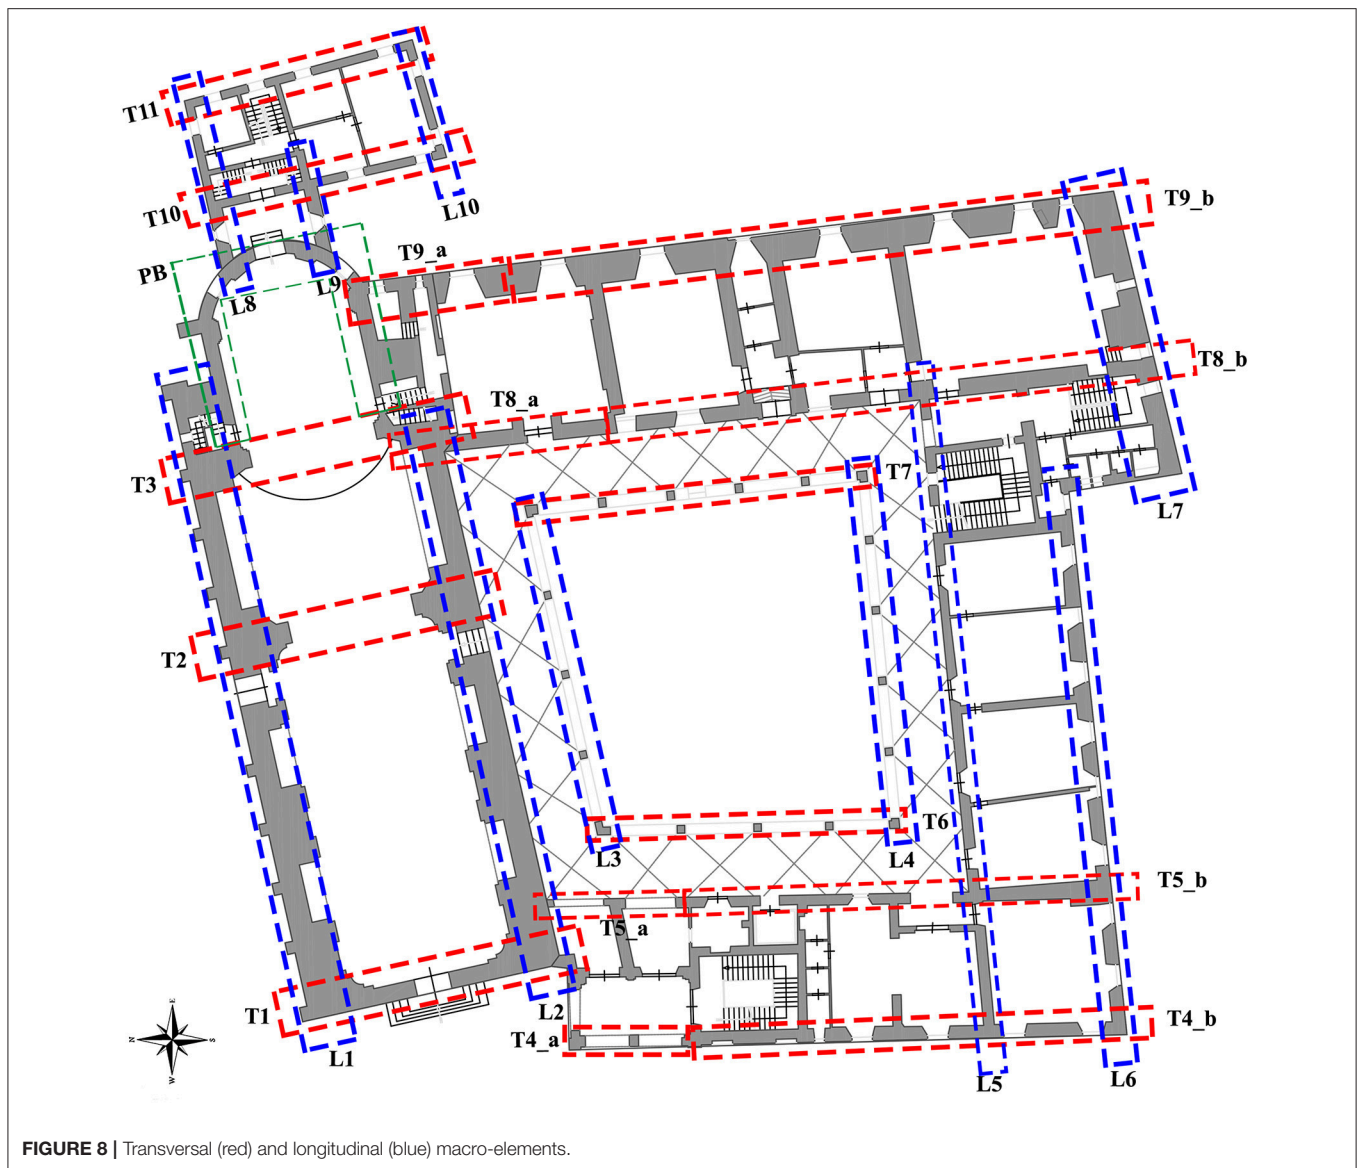 T11
T10
L10
T9_b
PB
T9_a
L8
L9
T8_b
T8_a
T3
T7
L7
T2
T6
L3
L4
T5_b
T5_a
T1
L2
T4_a
T4_b
L1
L5
L6
E
N
S
W
FIGURE 8 | Transversal (red) and longitudinal (blue) macro-elements.